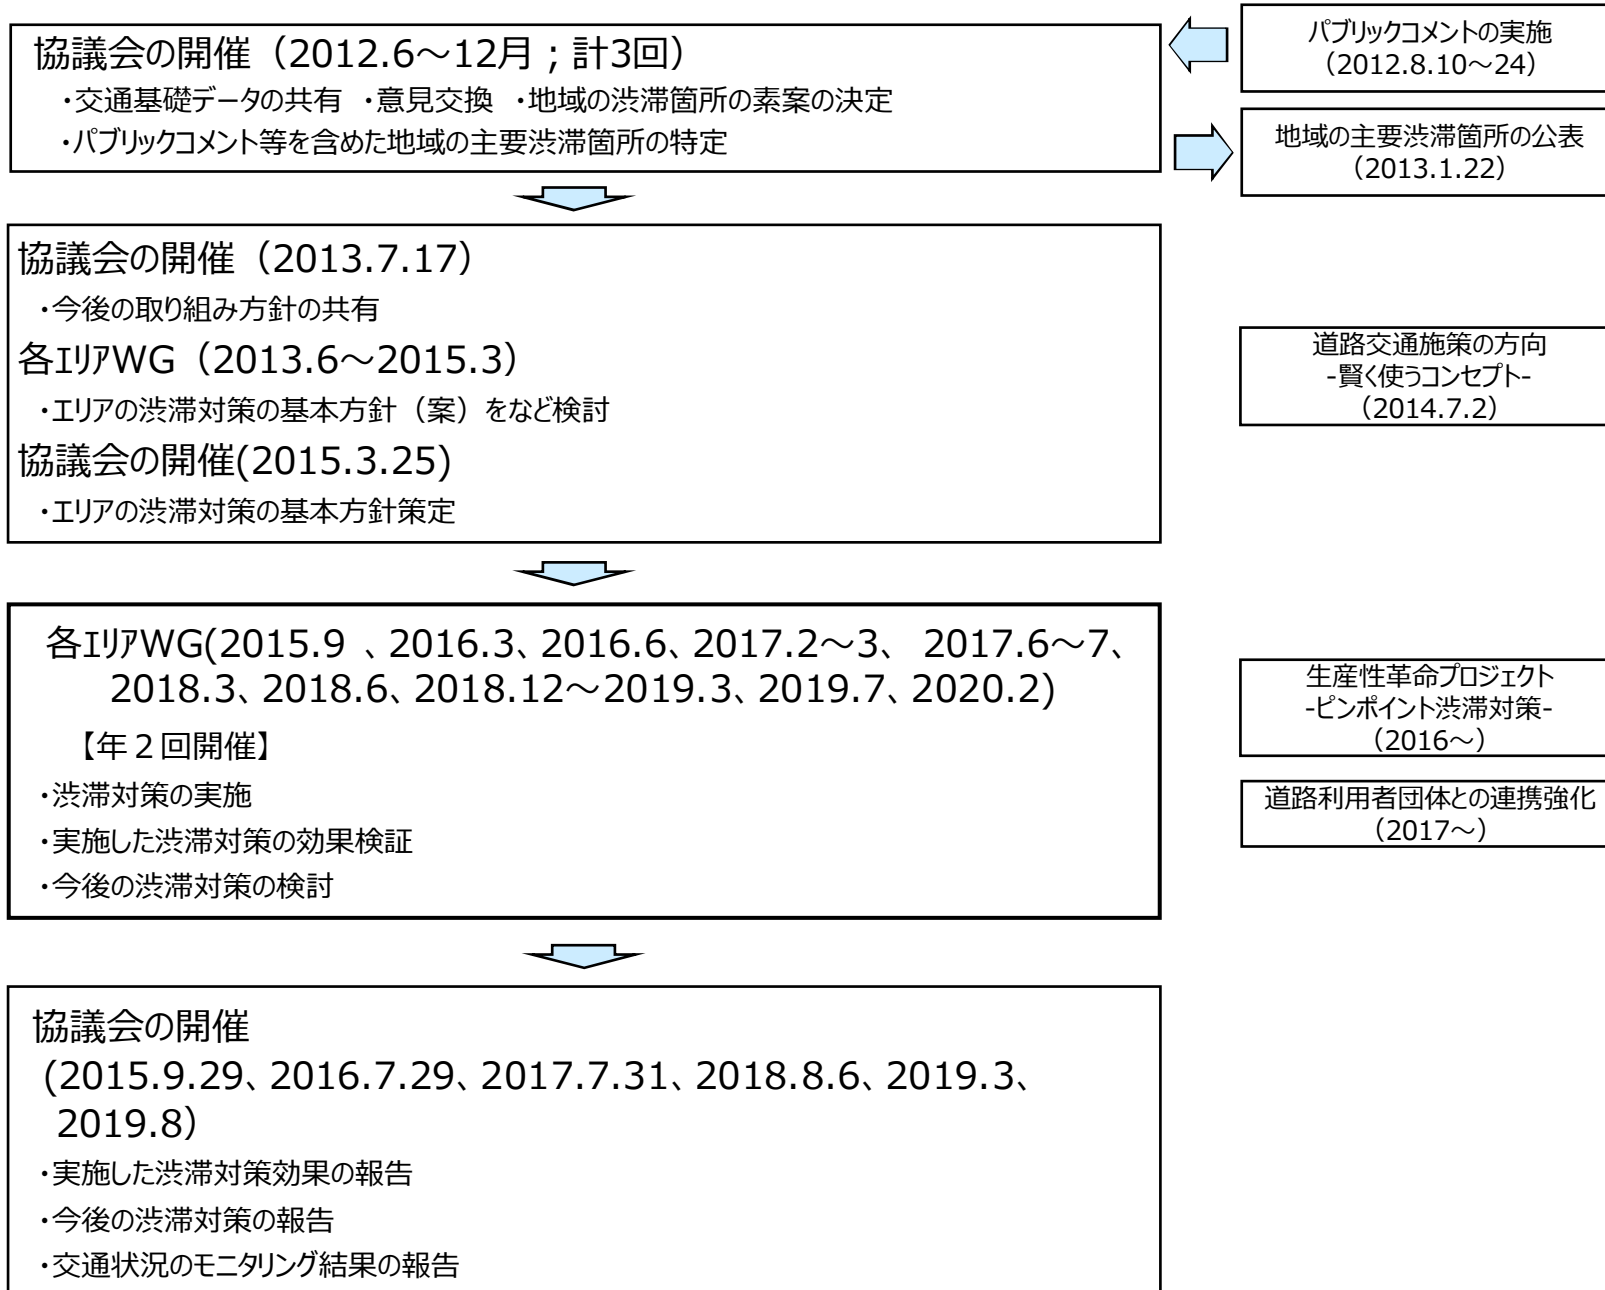 協議会の開催（2012.6～12月；計3回）
・交通基礎データの共有　・意見交換　・地域の渋滞箇所の素案の決定
・パブリックコメント等を含めた地域の主要渋滞箇所の特定
パブリックコメントの実施
（2012.8.10～24）
地域の主要渋滞箇所の公表
（2013.1.22）
協議会の開催（2013.7.17）
・今後の取り組み方針の共有
各ｴﾘｱWG（2013.6～2015.3）
・エリアの渋滞対策の基本方針（案）をなど検討
協議会の開催(2015.3.25)
・エリアの渋滞対策の基本方針策定
道路交通施策の方向
-賢く使うコンセプト-
（2014.7.2）
各ｴﾘｱWG(2015.9 、2016.3、2016.6、2017.2～3、 2017.6～7、
2018.3、2018.6、2018.12～2019.3、2019.7、2020.2)
【年２回開催】
・渋滞対策の実施
・実施した渋滞対策の効果検証
・今後の渋滞対策の検討
生産性革命プロジェクト
-ピンポイント渋滞対策-
（2016～）
道路利用者団体との連携強化
（2017～）
協議会の開催
(2015.9.29、2016.7.29、2017.7.31、2018.8.6、2019.3、
2019.8）
・実施した渋滞対策効果の報告
・今後の渋滞対策の報告
・交通状況のモニタリング結果の報告